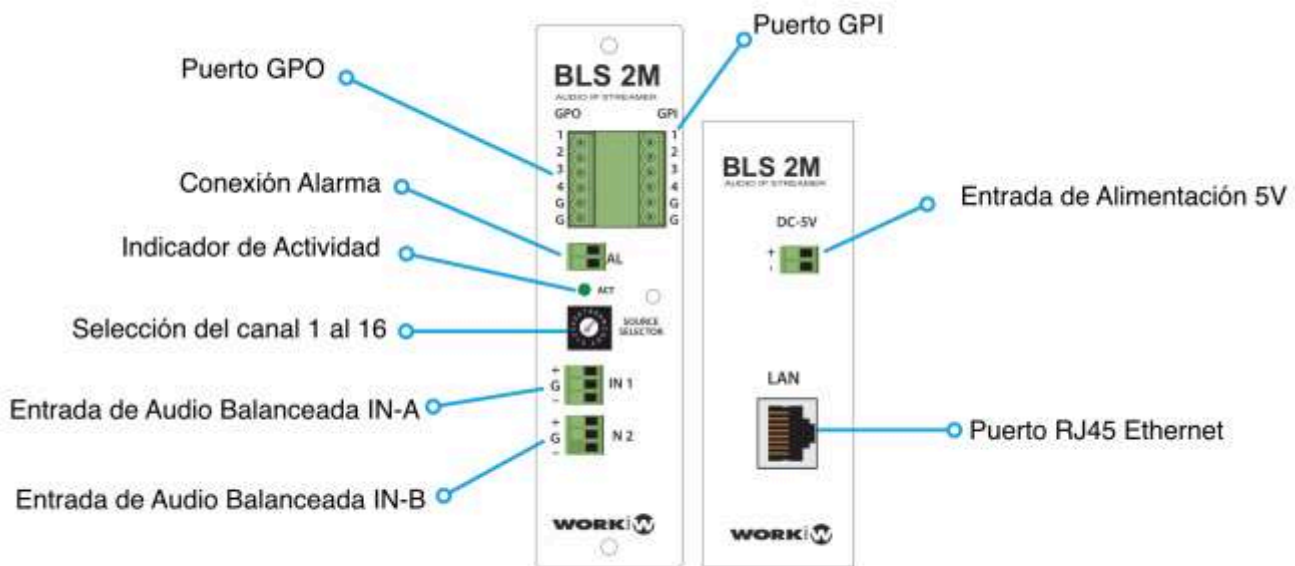 Puerto GPI
Puerto GPO
BLS 2M
AUDIO IP STREAMER
GPO GPI
1 1
2 2
3 3
4 4
G G
G G
Conexión Alarma
AL
Indicador de Actividad
ACT
Selección del canal 1 al 16
SOURCE
SELECTOR
Entrada de Audio Balanceada IN-A
+
G IN 1
-
Entrada de Audio Balanceada IN-B
+
G N 2
-
WORK
BLS 2M
AUDIO IP STREAMER
DC-5V
+
-
Entrada de Alimentación 5V
LAN
Puerto RJ45 Ethernet
WORK